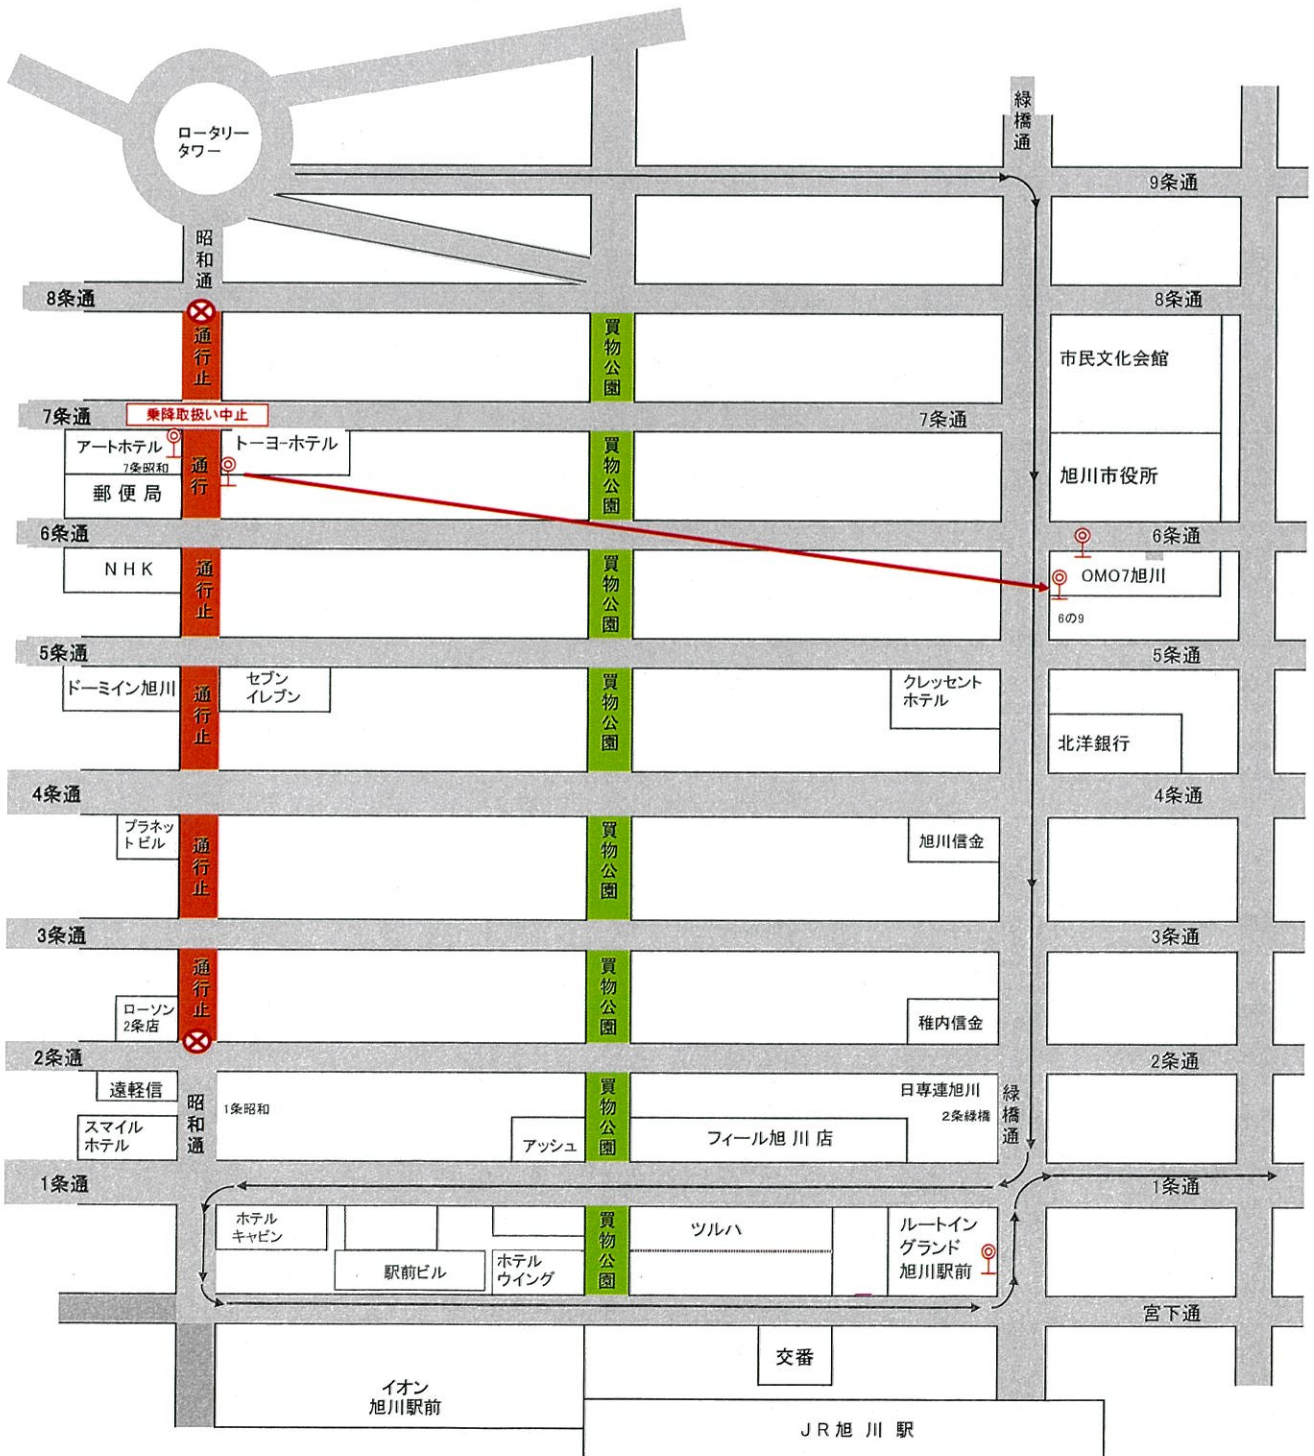 ロータリー
タワー
緑橋通
9条通
昭和通
8条通
8条通
通行止
買物公園
市民文化会館
7条通
乗降取扱い中止
7条通
アートホテル
7条昭和
トーヨーホテル
通行
買物公園
郵便局
旭川市役所
6条通
6条通
NHK
通行止
買物公園
OMO7旭川
6の9
5条通
5条通
ドーミイン旭川
通行止
セブン
イレブン
買物公園
クレッセント
ホテル
北洋銀行
4条通
4条通
プラネッ
トビル
通行止
買物公園
旭川信金
3条通
3条通
通行止
買物公園
ローソン
2条店
稚内信金
2条通
2条通
遠軽信
昭和通
1条昭和
買物公園
日専連旭川
2条緑橋
緑橋通
スマイル
ホテル
アッシュ
フィール旭川店
1条通
1条通
ホテル
キャビン
駅前ビル
ホテル
ウイング
買物公園
ツルハ
ルートイン
グランド
旭川駅前
宮下通
交番
イオン
旭川駅前
JR旭川駅